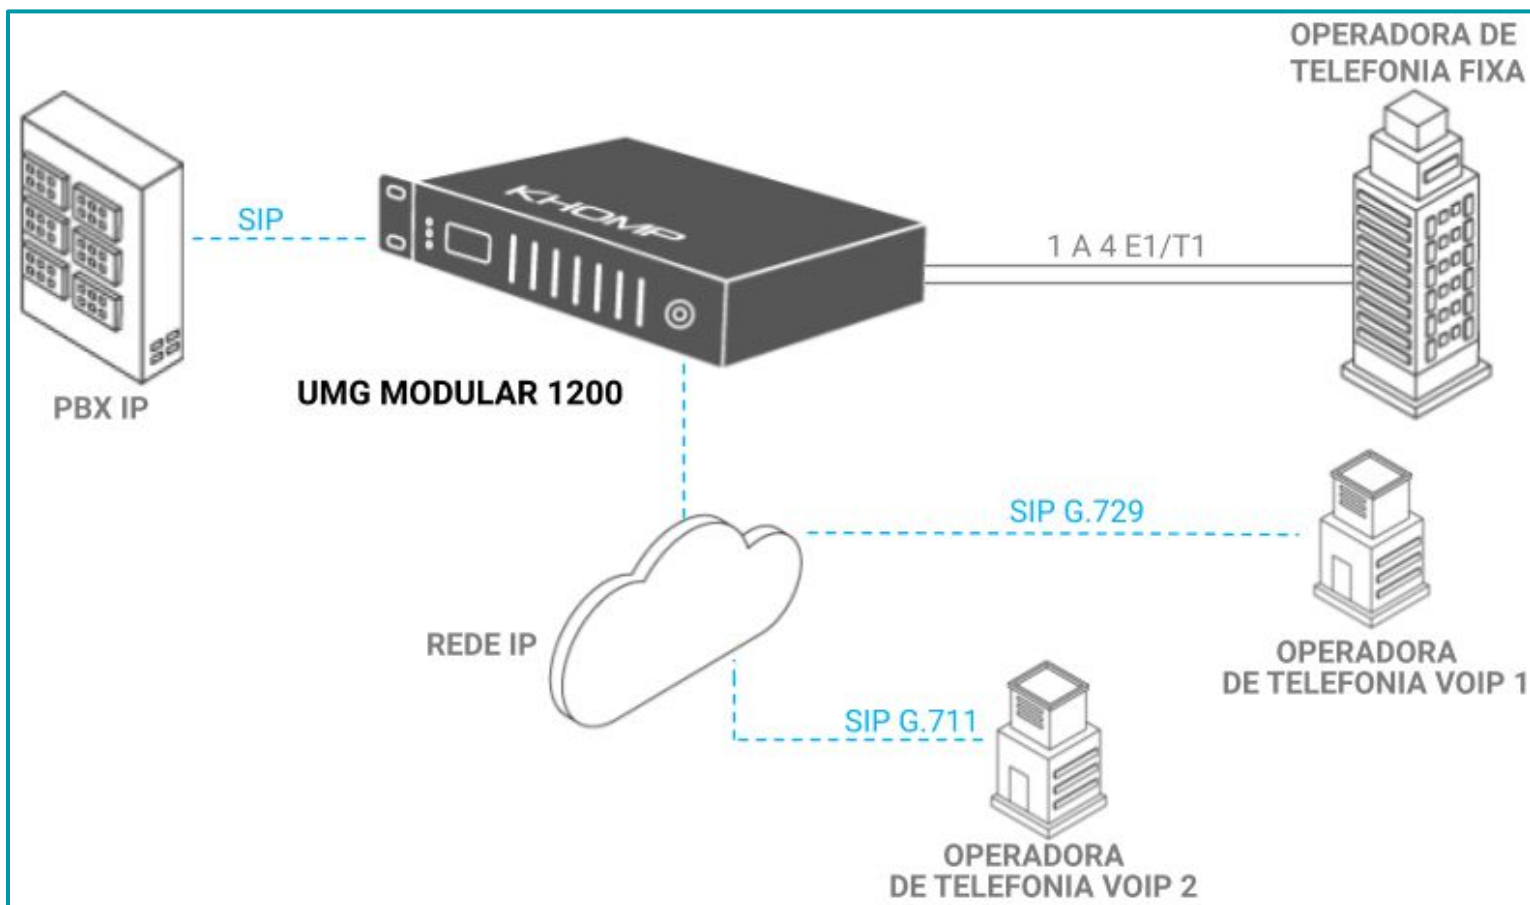 OPERADORA DE
TELEFONIA FIXA
SIP
KHOMP
1 A 4 E1/T1
UMG MODULAR 1200
PBX IP
SIP G.729
REDE IP
OPERADORA
DE TELEFONIA VOIP 1
SIP G.711
OPERADORA
DE TELEFONIA VOIP 2